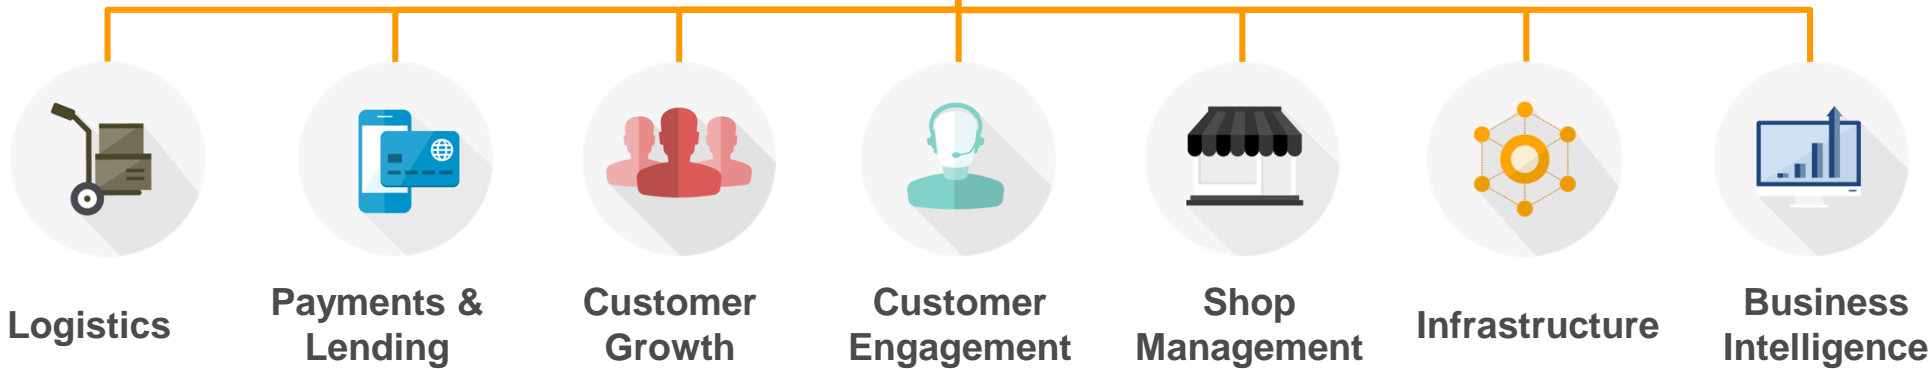 Logistics
Payments &
Lending
Customer
Growth
Customer
Engagement
Shop
Management
Infrastructure
Business
Intelligence